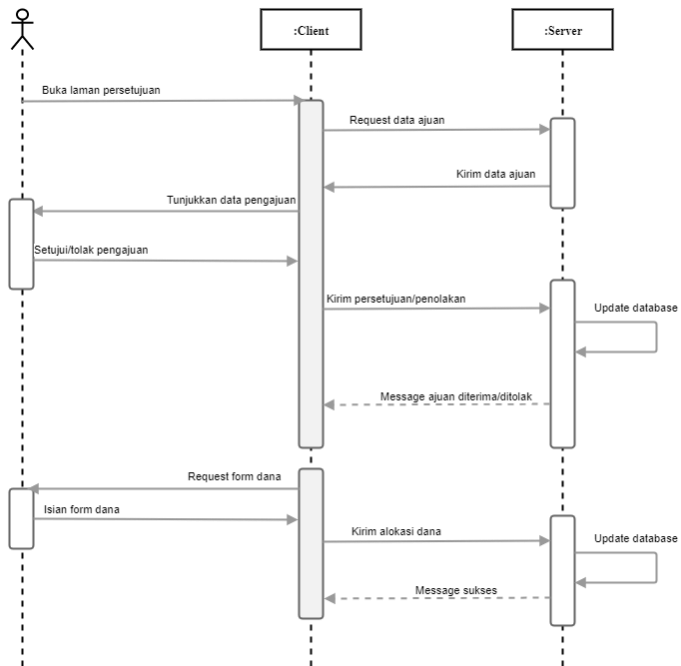 :Client
:Server
Buka laman persetujuan
Request data ajuan
Kirim data ajuan
Tunjukkan data pengajuan
Setujui/tolak pengajuan
Kirim persetujuan/penolakan
Update database
Message ajuan diterima/ditolak
Request form dana
Isian form dana
Kirim alokasi dana
Update database
Message sukses